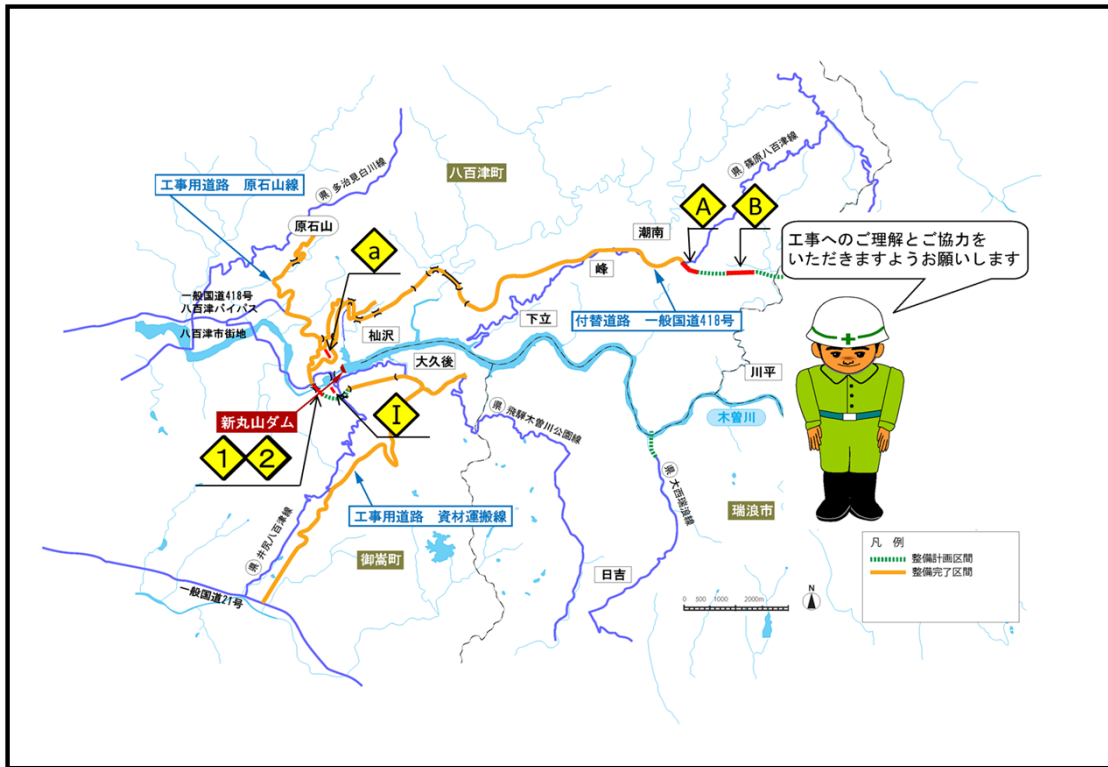 工事用道路 原石山線
県 多治見白川線
八百津町
県 篠原八百津線
原石山
A
B
潮南
工事へのご理解とご協力を
いただきますようお願いします
a
峰
一般国道418号
八百津バイパス
付替道路 一般国道418号
下立
杣沢
八百津市街地
大久後
川平
新丸山ダム
I
県 飛騨木曽川公園線
木曽川
1
2
県 大西瑞浪線
工事用道路 資材運搬線
瑞浪市
県 井尻八百津線
御嵩町
凡例
整備計画区間
整備完了区間
日吉
一般国道21号
0 500 1000 2000m
N